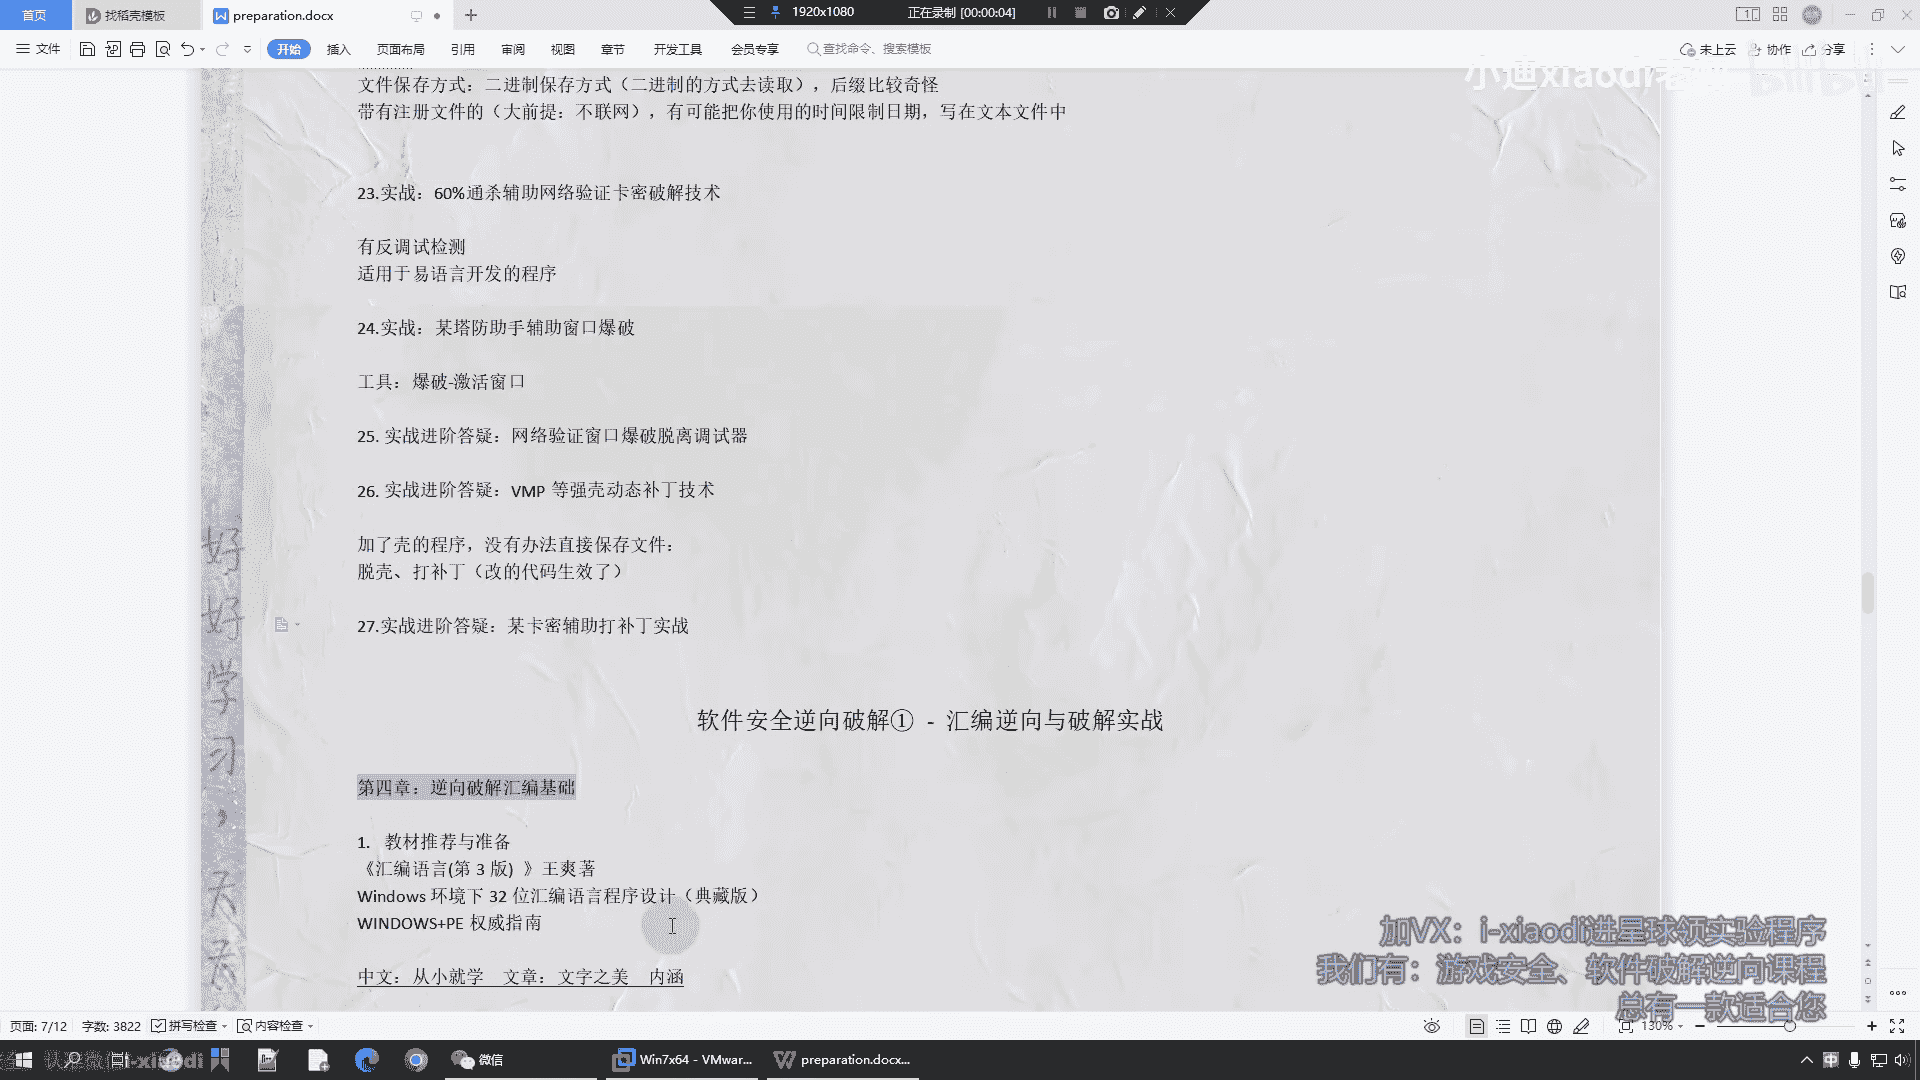 首页 找稻壳模板 preparation.docx
1920x1080 正在录制 [00:00:04]
文件 开始 插入 页面布局 引用 审阅 视图 章节 开发工具 会员专享 查找命令、搜索模板 未上云 协作 分享
小迪xiaodi老师 bilibili
文件保存方式：二进制保存方式（二进制的方式去读取），后缀比较奇怪
带有注册文件的（大前提：不联网），有可能把你使用的时间限制日期，写在文本文件中
23.实战：60%通杀辅助网络验证卡密破解技术
有反调试检测
适用于易语言开发的程序
24.实战：某塔防助手辅助窗口爆破
工具：爆破-激活窗口
25. 实战进阶答疑：网络验证窗口爆破脱离调试器
26. 实战进阶答疑：VMP 等强壳动态补丁技术
加了壳的程序，没有办法直接保存文件：
脱壳、打补丁（改的代码生效了）
27.实战进阶答疑：某卡密辅助打补丁实战
软件安全逆向破解① - 汇编逆向与破解实战
第四章：逆向破解汇编基础
1. 教材推荐与准备
《汇编语言(第 3 版) 》王爽著
Windows 环境下 32 位汇编语言程序设计（典藏版）
WINDOWS+PE 权威指南
中文：从小就学 文章：文字之美 内涵
好好学习，天天
加VX：i-xiaodi进星球领实验程序
我们有：游戏安全、软件破解逆向课程
总有一款适合您
页面: 7/12 字数: 3822 拼写检查 内容检查 130%
i-xiaodi 微信 Win7x64 - VMwar... preparation.docx... 中